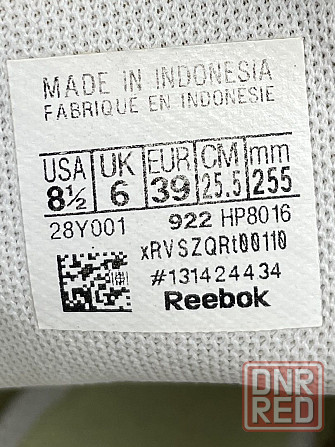 MADE IN INDONESIA
FABRIQUE EN INDONESIE
USA UK EUR CM mm
8½ 6 39 25.5 255
28Y001 922 HP8016
xRVSZQRt00110
#131424434
Reebok
DNR
RED